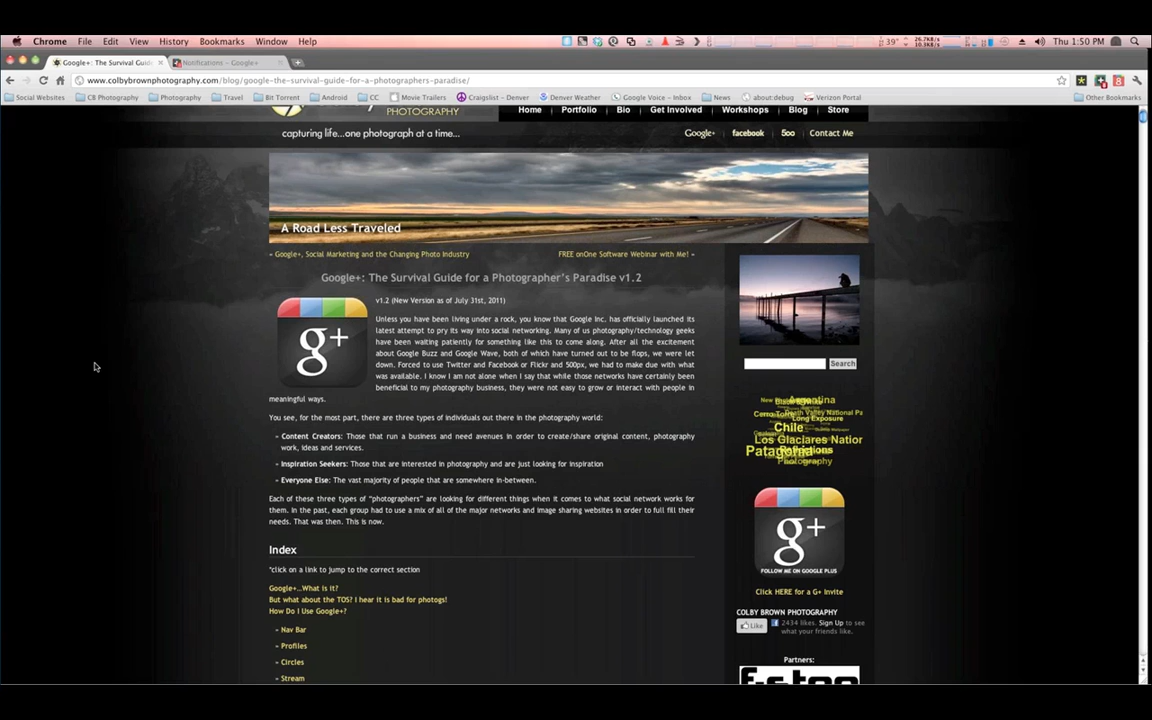 Chrome File Edit View History Bookmarks Window Help 39° 26.7KB/s 10.3KB/s Thu 1:50 PM
Google+: The Survival Guide Notifications – Google+
www.colbybrownphotography.com/blog/google-the-survival-guide-for-a-photographers-paradise/
Social Websites CB Photography Photography Travel Bit Torrent Android CC Movie Trailers Craigslist – Denver Denver Weather Google Voice – Inbox News about:debug Verizon Portal Other Bookmarks
PHOTOGRAPHY Home Portfolio Bio Get Involved Workshops Blog Store
capturing life...one photograph at a time... Google+ facebook 500 Contact Me
A Road Less Traveled
« Google+, Social Marketing and the Changing Photo Industry FREE onOne Software Webinar with Me! »
Google+: The Survival Guide for a Photographer's Paradise v1.2
g+
v1.2 (New Version as of July 31st, 2011)
Unless you have been living under a rock, you know that Google Inc. has officially launched its
latest attempt to pry its way into social networking. Many of us photography/technology geeks
have been waiting patiently for something like this to come along. After all the excitement
about Google Buzz and Google Wave, both of which have turned out to be flops, we were let
down. Forced to use Twitter and Facebook or Flickr and 500px, we had to make due with what
was available. I know I am not alone when I say that while those networks have certainly been
beneficial to my photography business, they were not easy to grow or interact with people in
meaningful ways.
You see, for the most part, there are three types of individuals out there in the photography world:
» Content Creators: Those that run a business and need avenues in order to create/share original content, photography
work, ideas and services.
» Inspiration Seekers: Those that are interested in photography and are just looking for inspiration
» Everyone Else: The vast majority of people that are somewhere in-between.
Each of these three types of "photographers" are looking for different things when it comes to what social network works for
them. In the past, each group had to use a mix of all of the major networks and image sharing websites in order to full fill their
needs. That was then. This is now.
Index
*click on a link to jump to the correct section
Google+...What is it?
But what about the TOS? I hear it is bad for photogs!
How Do I Use Google+?
» Nav Bar
» Profiles
» Circles
» Stream
Search
Argentina
Death Valley National Pa
Long Exposure
Chile
Los Glaciares Nation
Reflections
Patagonia
Photography
g+
FOLLOW ME ON GOOGLE PLUS
Click HERE for a G+ Invite
COLBY BROWN PHOTOGRAPHY
Like 2434 likes. Sign Up to see
what your friends like.
Partners: